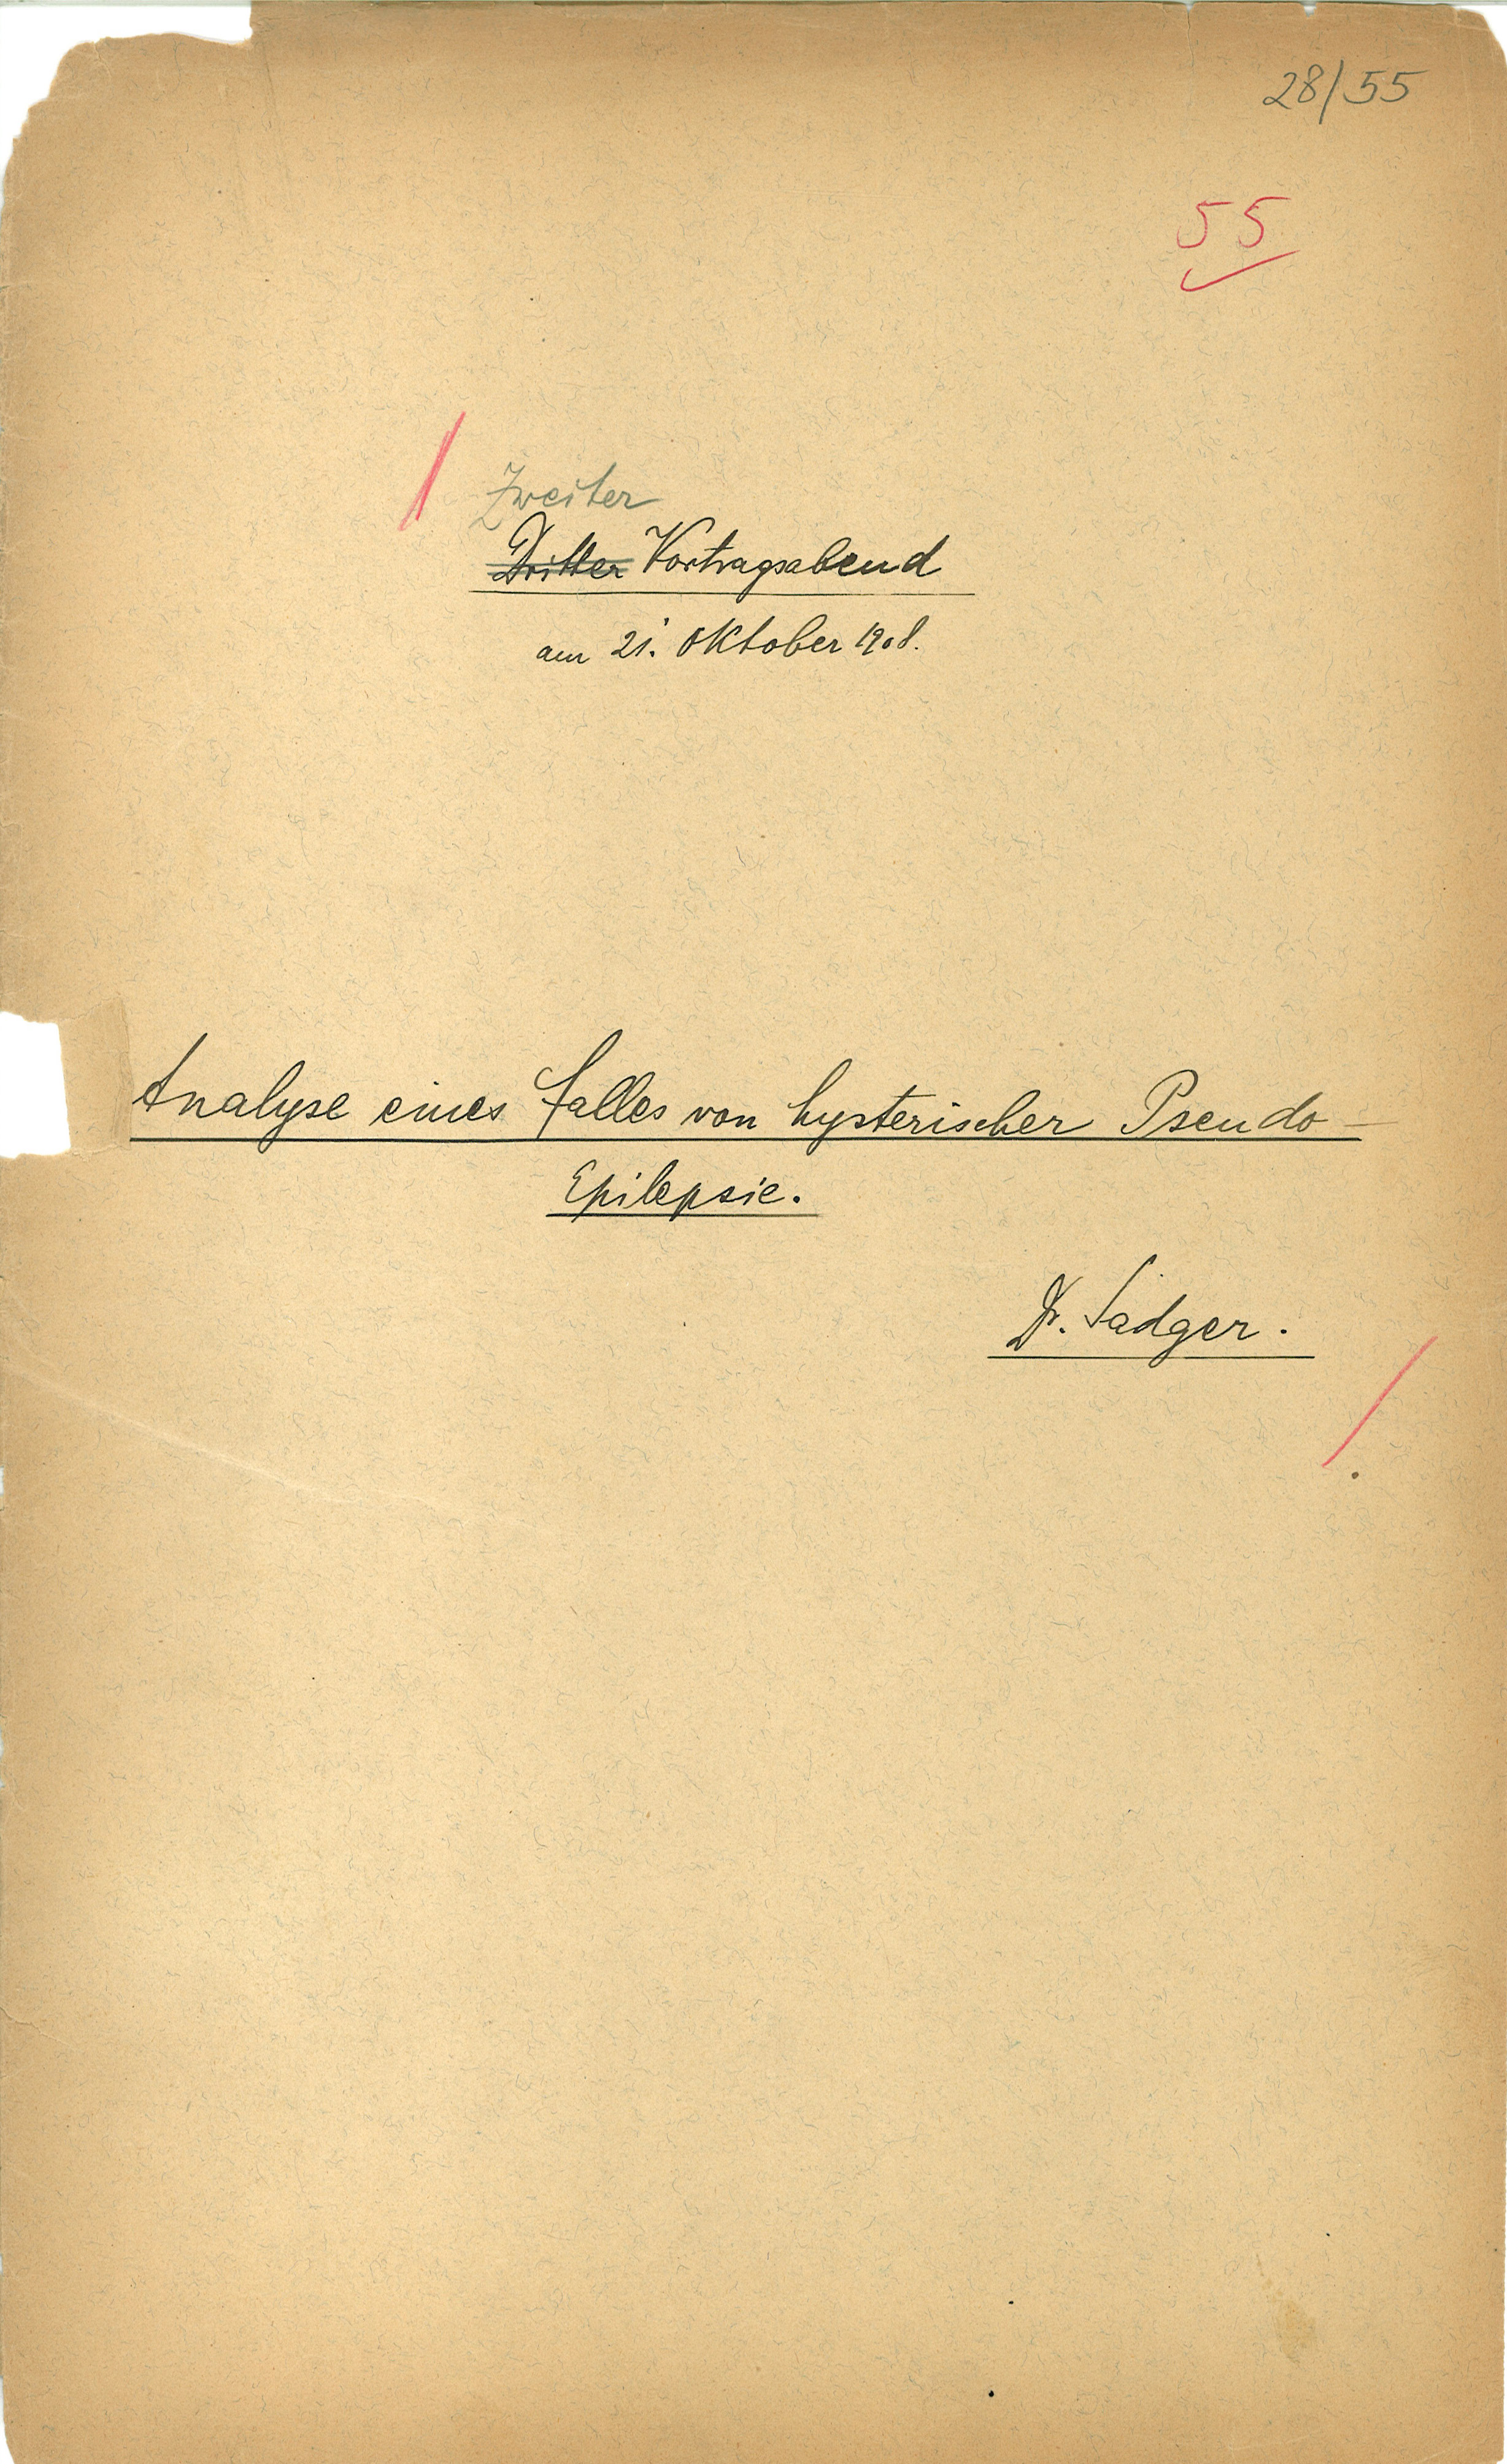 28/55
55
Zweiter
Dritter Vortragsabend
am 21. Oktober 1908.
Analyse eines Falles von hysterischer Pseudo-
Epilepsie.
Dr. Sadger.